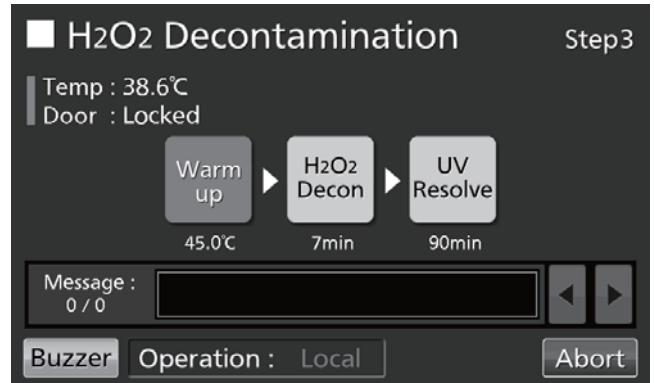 H2O2 Decontamination Step3
Temp : 38.6℃
Door : Locked
Warm up
H2O2 Decon
UV Resolve
45.0℃ 7min 90min
Message :
0 / 0
Buzzer Operation : Local Abort